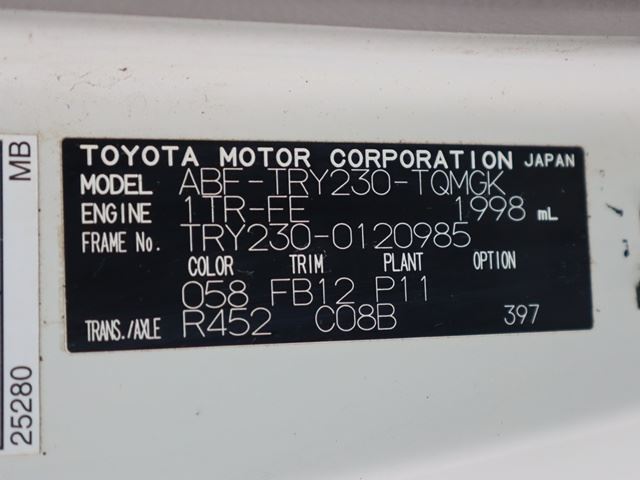 TOYOTA MOTOR CORPORATION JAPAN
MODEL ABF-TRY230-TQMGK
ENGINE 1TR-FE 1998 mL
FRAME No. TRY230-0120985
COLOR TRIM PLANT OPTION
058 FB12 P11
TRANS./AXLE R452 C08B 397
MB
25280